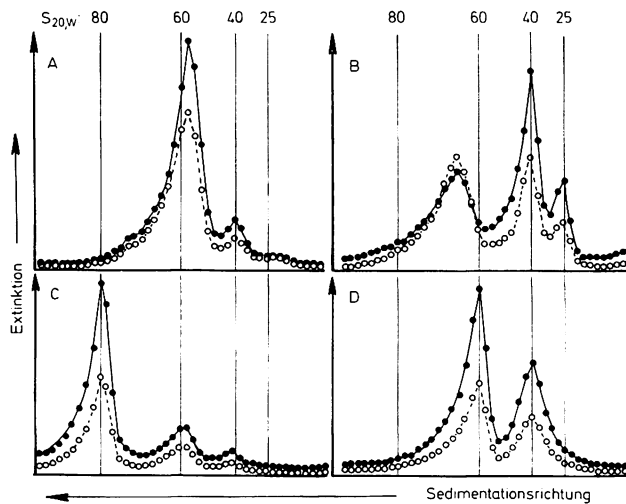 S20,W 80 60 40 25 80 60 40 25
A B
C D
Extinktion
Sedimentationsrichtung